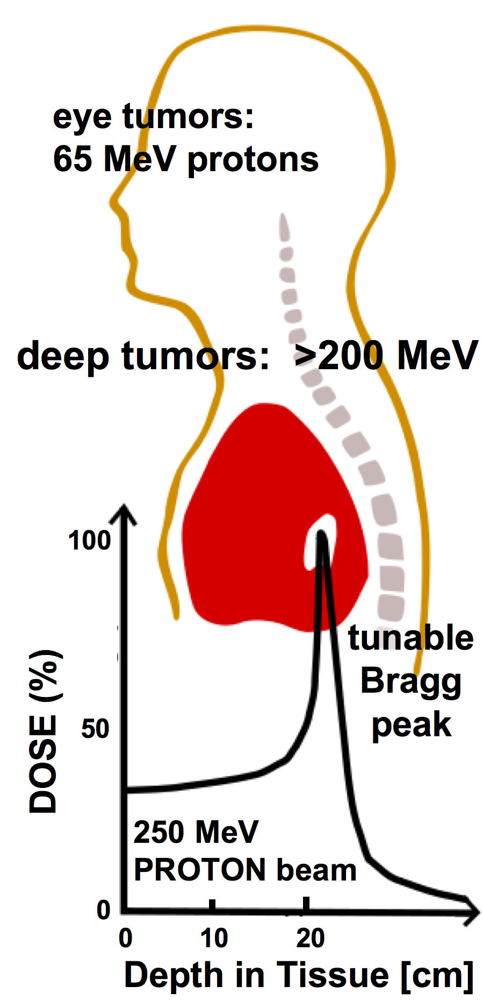 eye tumors:
65 MeV protons
deep tumors: >200 MeV
100
tunable
Bragg
peak
DOSE (%)
50
250 MeV
PROTON beam
0
0 10 20
Depth in Tissue [cm]